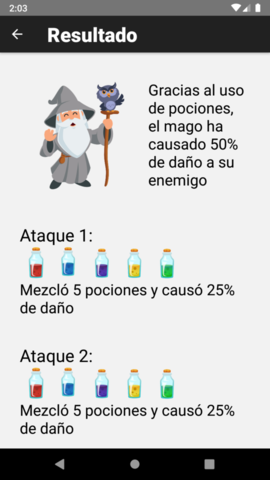 2:03
Resultado
Gracias al uso
de pociones,
el mago ha
causado 50%
de daño a su
enemigo
Ataque 1:
Mezcló 5 pociones y causó 25%
de daño
Ataque 2:
Mezcló 5 pociones y causó 25%
de daño